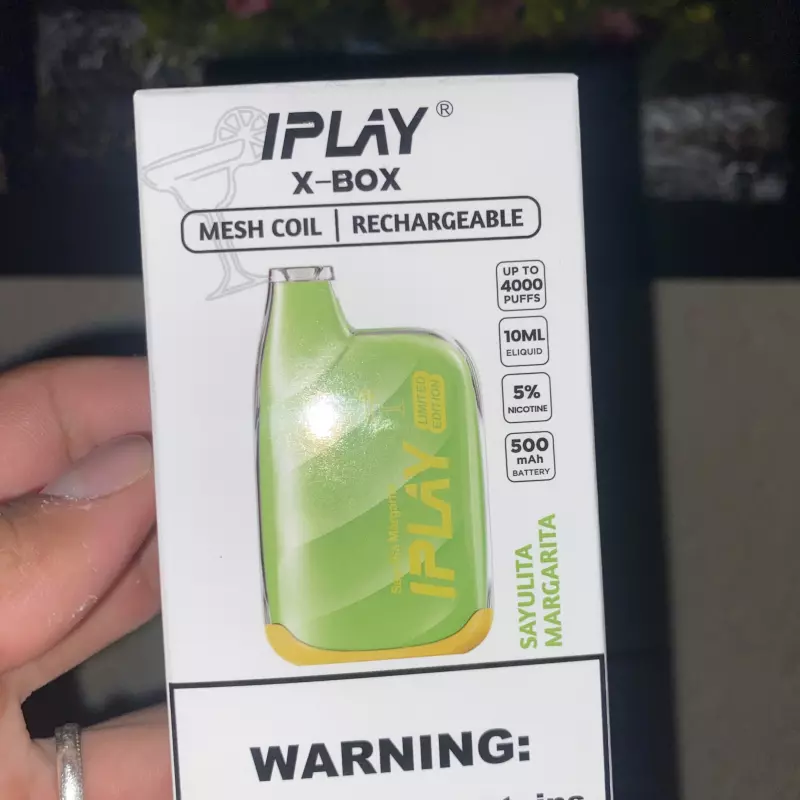 IPLAY®
X-BOX
MESH COIL | RECHARGEABLE
UP TO
4000
PUFFS
10ML
ELIQUID
5%
NICOTINE
500
mAh
BATTERY
LIMITED
EDITION
IPLAY
SAYULITA
MARGARITA
WARNING: